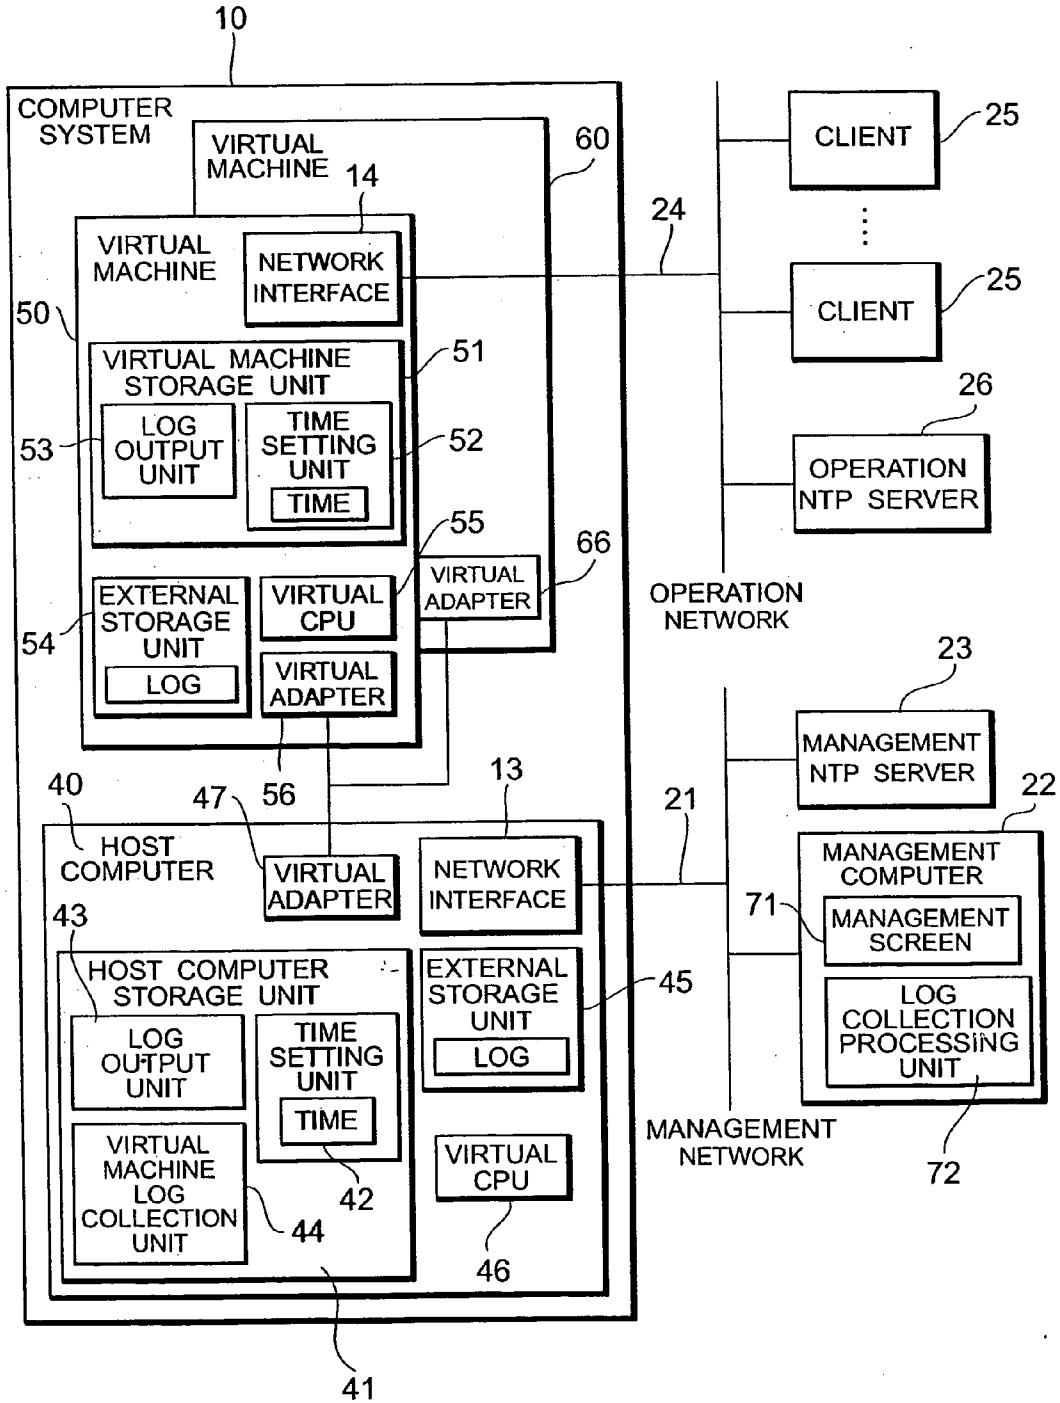 10
COMPUTER
SYSTEM
VIRTUAL
MACHINE
60
14
VIRTUAL
MACHINE
NETWORK
INTERFACE
50
24
CLIENT
25
CLIENT
25
VIRTUAL MACHINE
STORAGE UNIT
51
53
LOG
OUTPUT
UNIT
TIME
SETTING
UNIT
TIME
52
26
OPERATION
NTP SERVER
55
66
EXTERNAL
STORAGE
UNIT
LOG
54
VIRTUAL
CPU
VIRTUAL
ADAPTER
VIRTUAL
ADAPTER
56
OPERATION
NETWORK
23
MANAGEMENT
NTP SERVER
40
47
13
21
22
HOST
COMPUTER
VIRTUAL
ADAPTER
NETWORK
INTERFACE
MANAGEMENT
COMPUTER
71
MANAGEMENT
SCREEN
LOG
COLLECTION
PROCESSING
UNIT
72
43
HOST COMPUTER
STORAGE UNIT
LOG
OUTPUT
UNIT
TIME
SETTING
UNIT
TIME
42
EXTERNAL
STORAGE
UNIT
LOG
45
VIRTUAL
MACHINE
LOG
COLLECTION
UNIT
44
VIRTUAL
CPU
46
MANAGEMENT
NETWORK
41